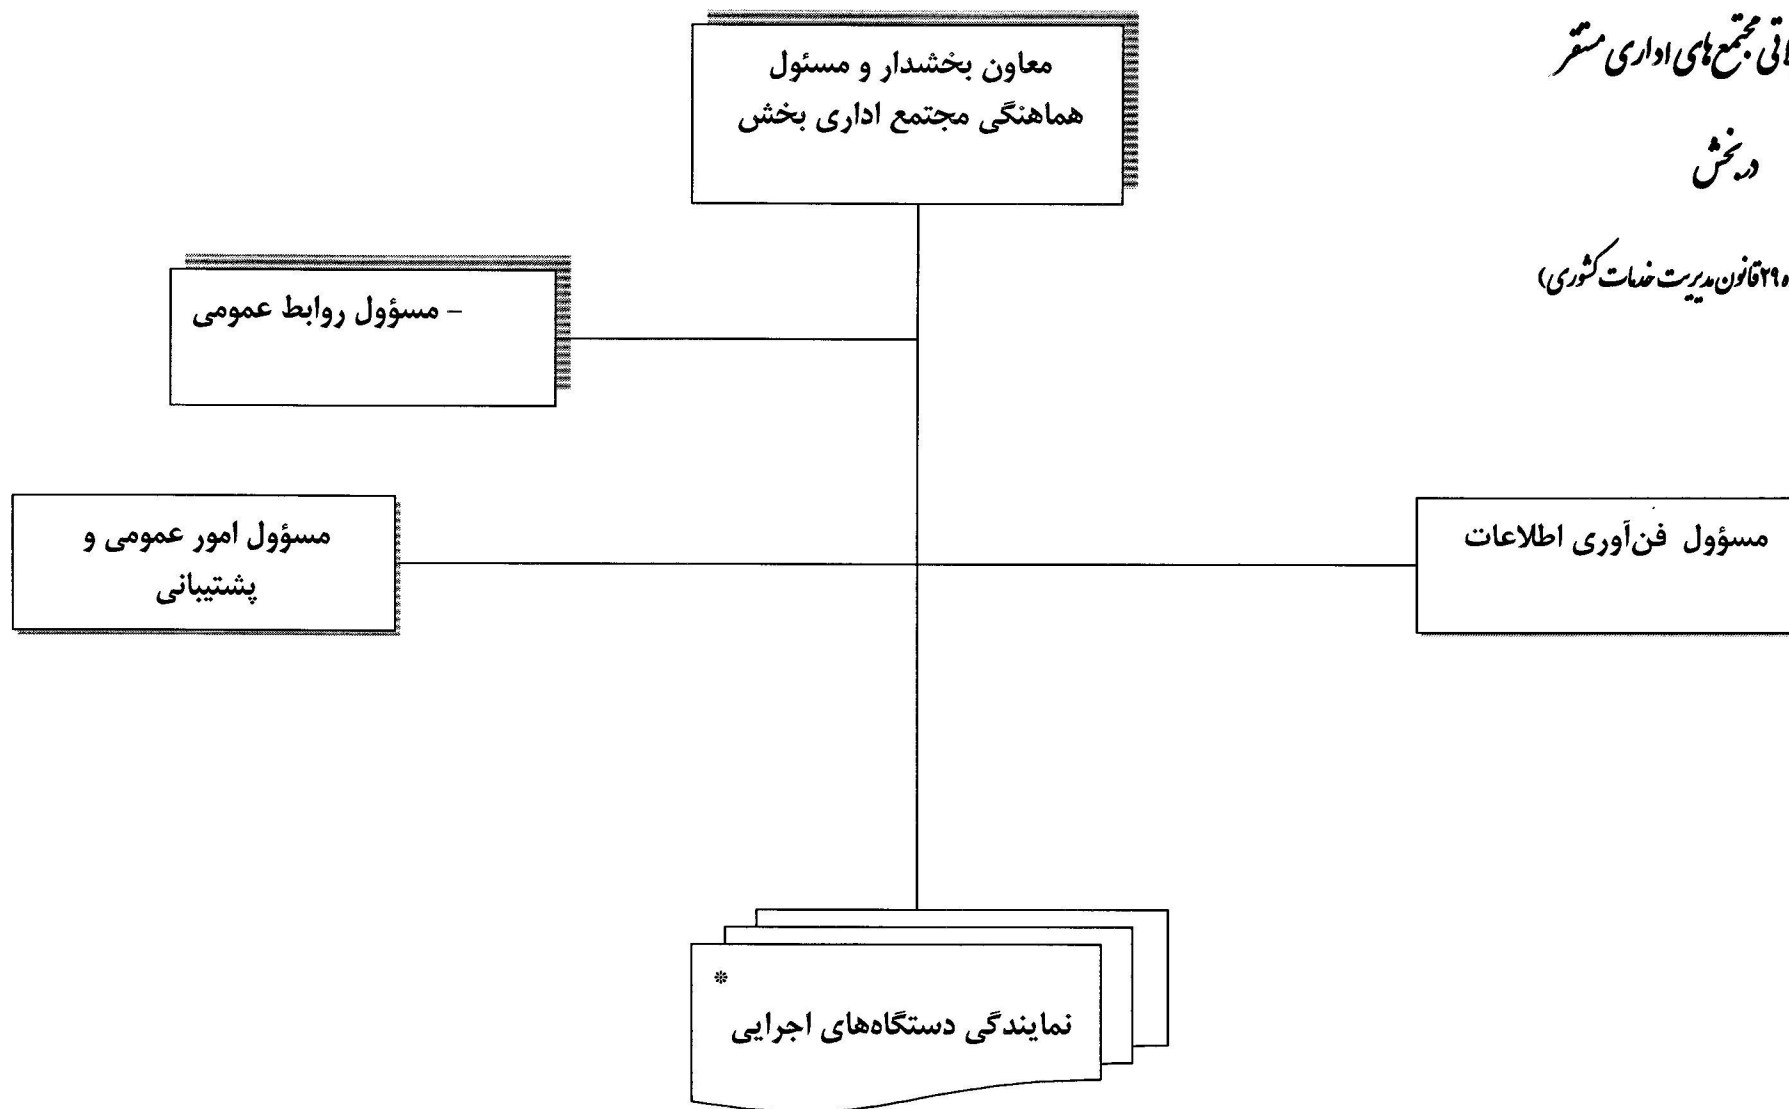 مجتمع‌های اداری مستقر
در بخش
۲۹ قانون مدیریت خدمات کشوری)
معاون بخشدار و مسئول
هماهنگی مجتمع اداری بخش
– مسؤول روابط عمومی
مسؤول فن‌آوری اطلاعات
مسؤول امور عمومی و
پشتیبانی
*
نمایندگی دستگاه‌های اجرایی